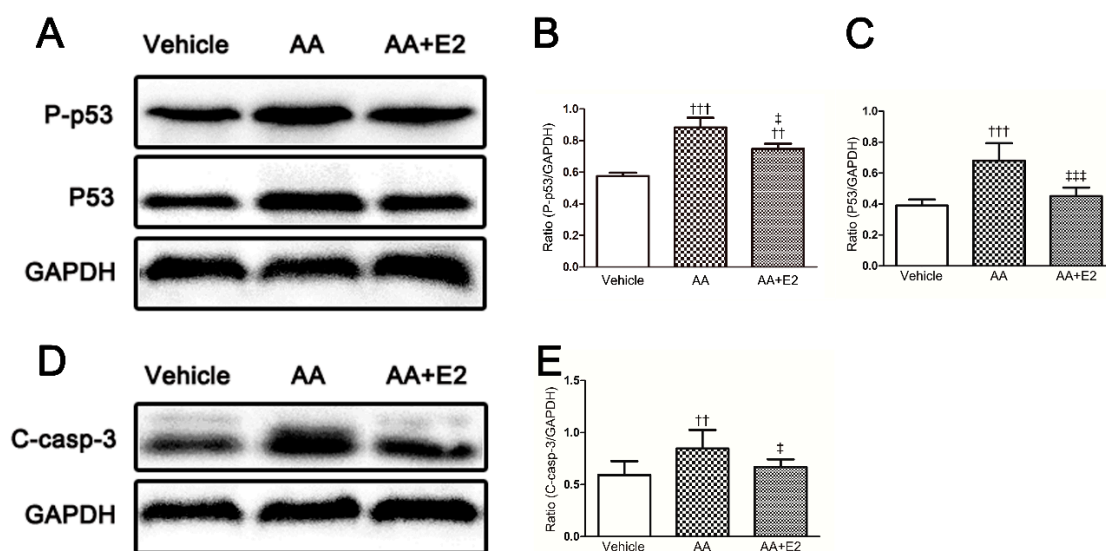 A
Vehicle AA AA+E2
P-p53
P53
GAPDH
B
Ratio (P-p53/GAPDH)
1.0
0.8
0.6
0.4
0.2
0.0
†††
‡
††
Vehicle AA AA+E2
C
Ratio (P53/GAPDH)
1.0
0.8
0.6
0.4
0.2
0.0
†††
‡‡‡
Vehicle AA AA+E2
D
Vehicle AA AA+E2
C-casp-3
GAPDH
E
Ratio (C-casp-3/GAPDH)
1.5
1.0
0.5
0.0
††
‡
Vehicle AA AA+E2